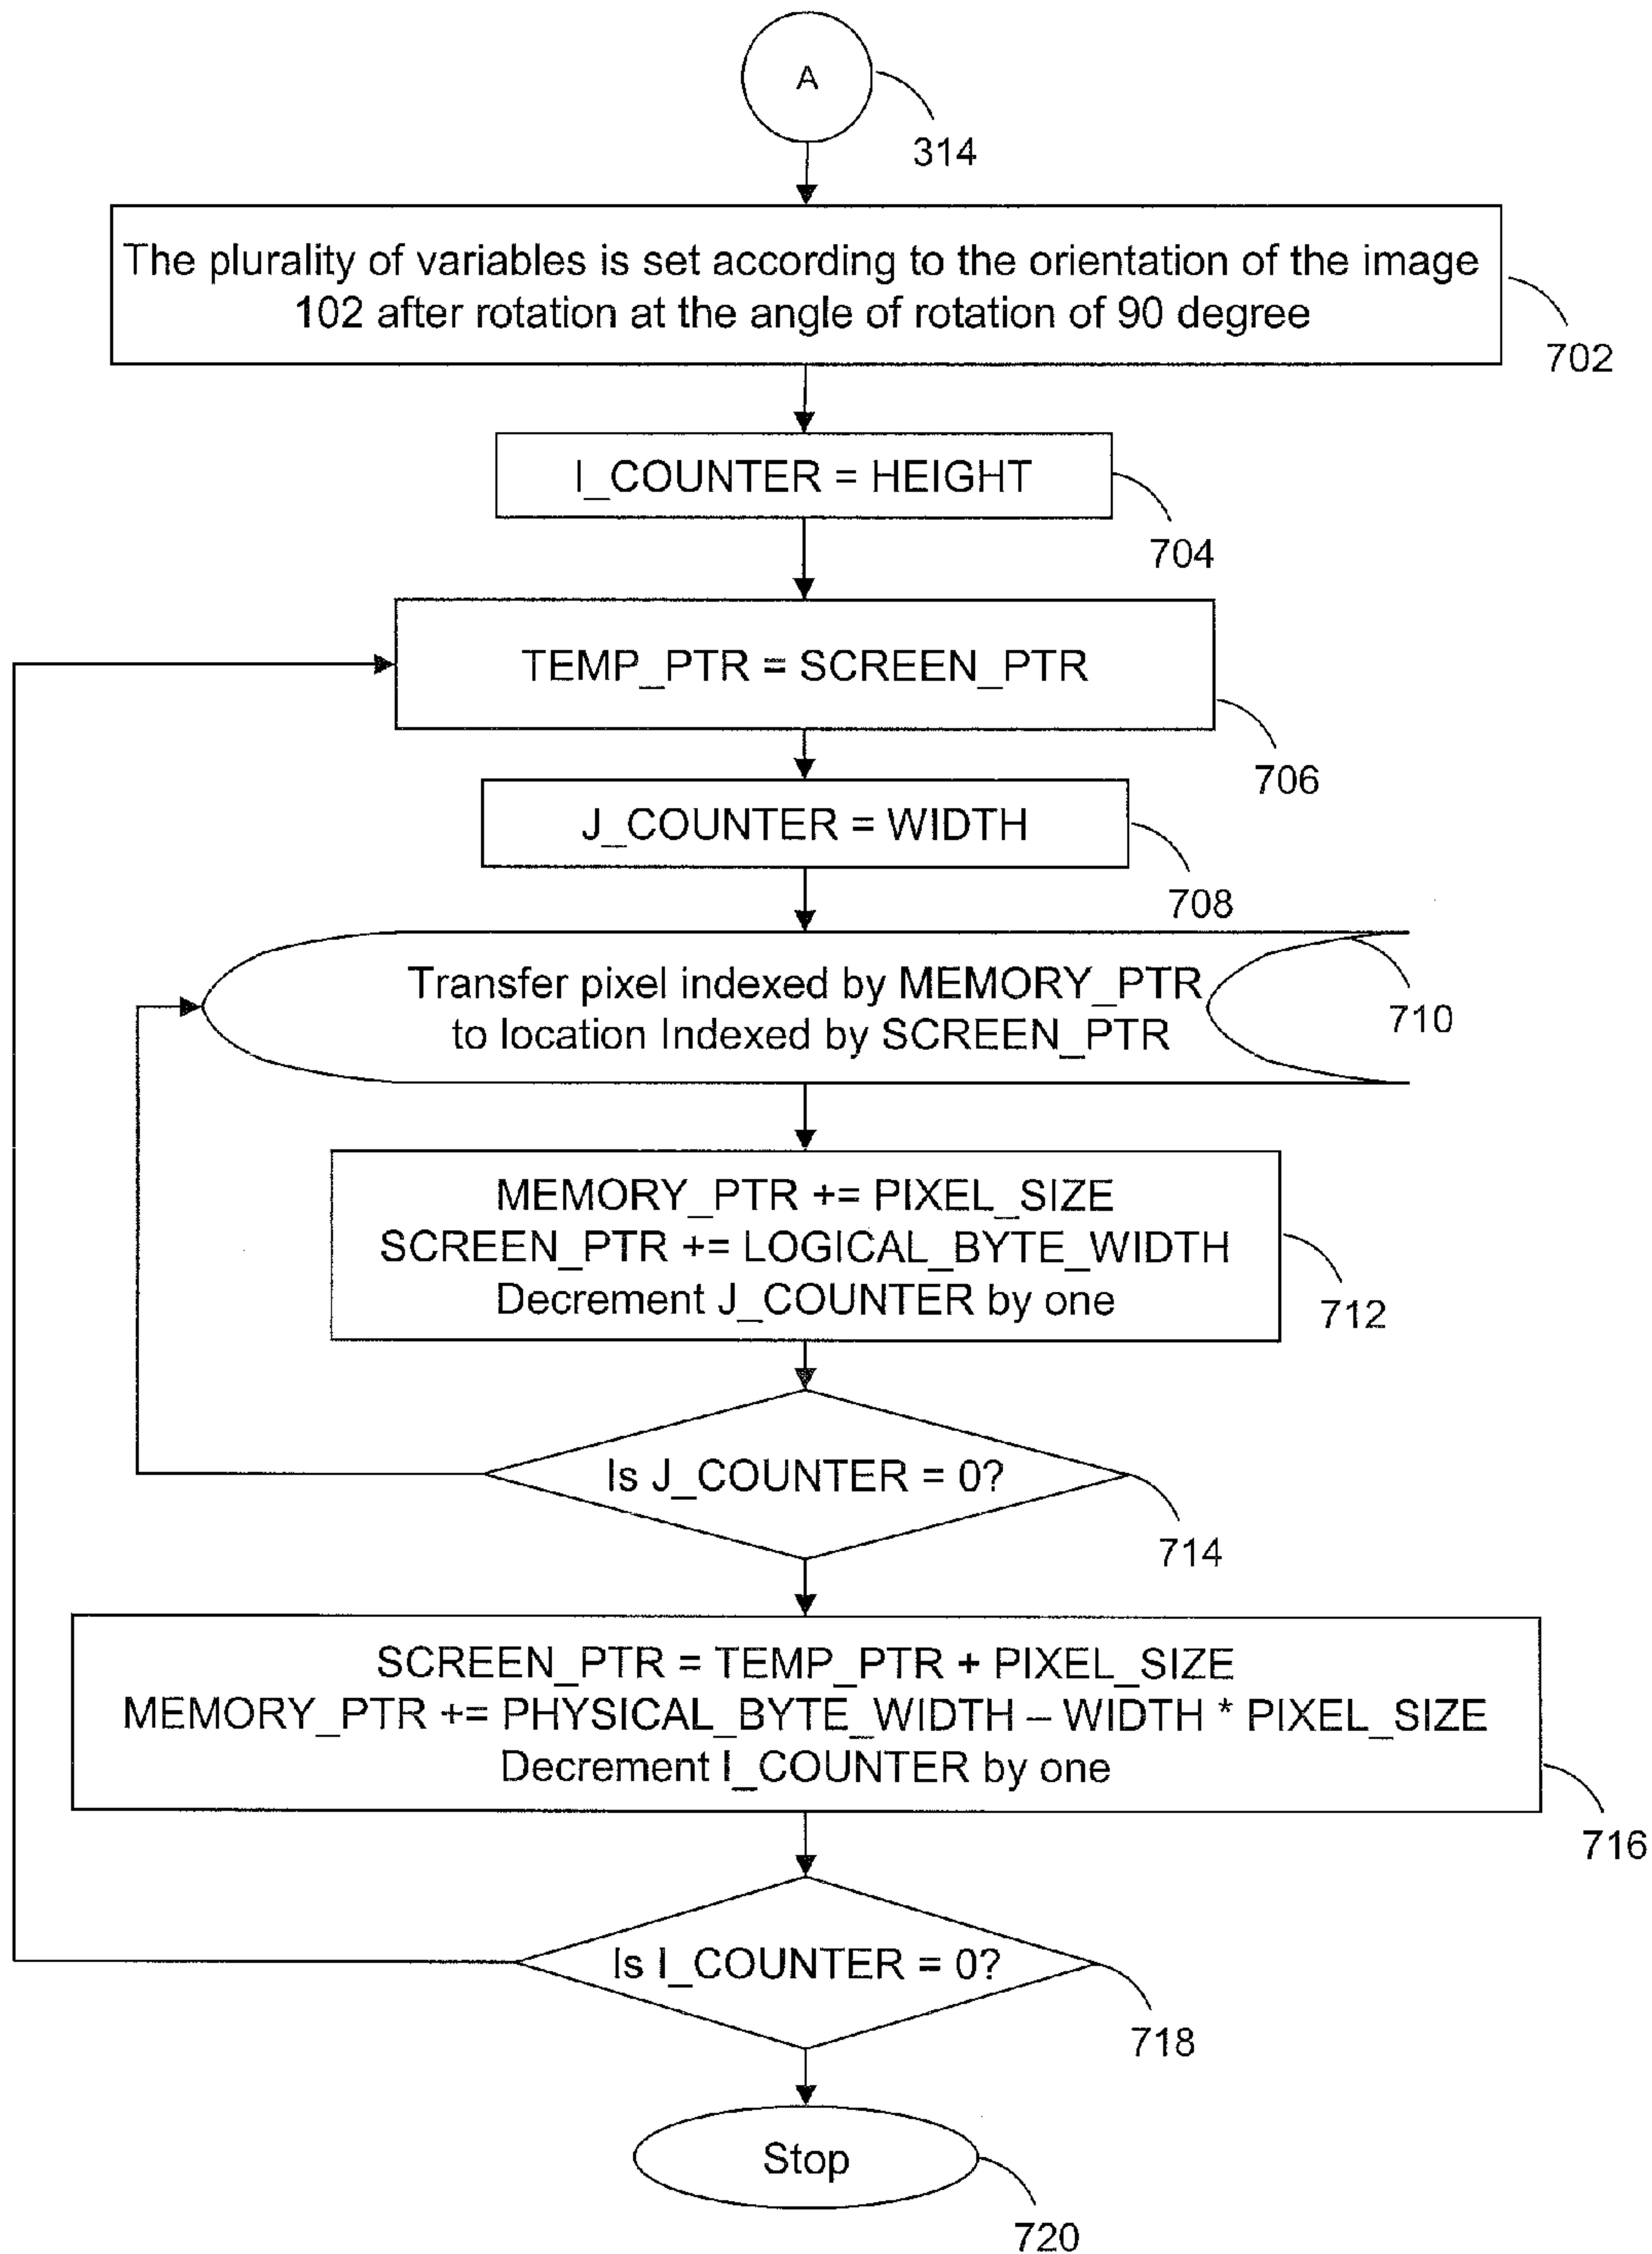 A
314
The plurality of variables is set according to the orientation of the image
102 after rotation at the angle of rotation of 90 degree
702
I_COUNTER = HEIGHT
704
TEMP_PTR = SCREEN_PTR
706
J_COUNTER = WIDTH
708
Transfer pixel indexed by MEMORY_PTR
to location Indexed by SCREEN_PTR
710
MEMORY_PTR += PIXEL_SIZE
SCREEN_PTR += LOGICAL_BYTE_WIDTH
Decrement J_COUNTER by one
712
Is J_COUNTER = 0?
714
SCREEN_PTR = TEMP_PTR + PIXEL_SIZE
MEMORY_PTR += PHYSICAL_BYTE_WIDTH – WIDTH * PIXEL_SIZE
Decrement I_COUNTER by one
716
Is I_COUNTER = 0?
718
Stop
720